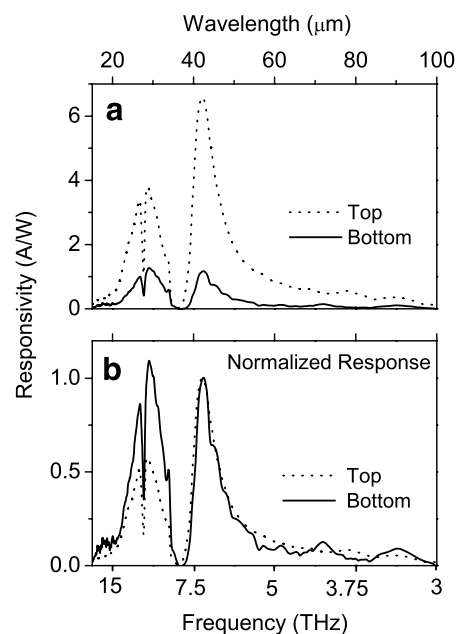 Wavelength (μm)
20 40 60 80 100
a
6
4
2
0
Top
Bottom
Responsivity (A/W)
b
Normalized Response
1.0
0.5
0.0
Top
Bottom
15 7.5 5 3.75 3
Frequency (THz)